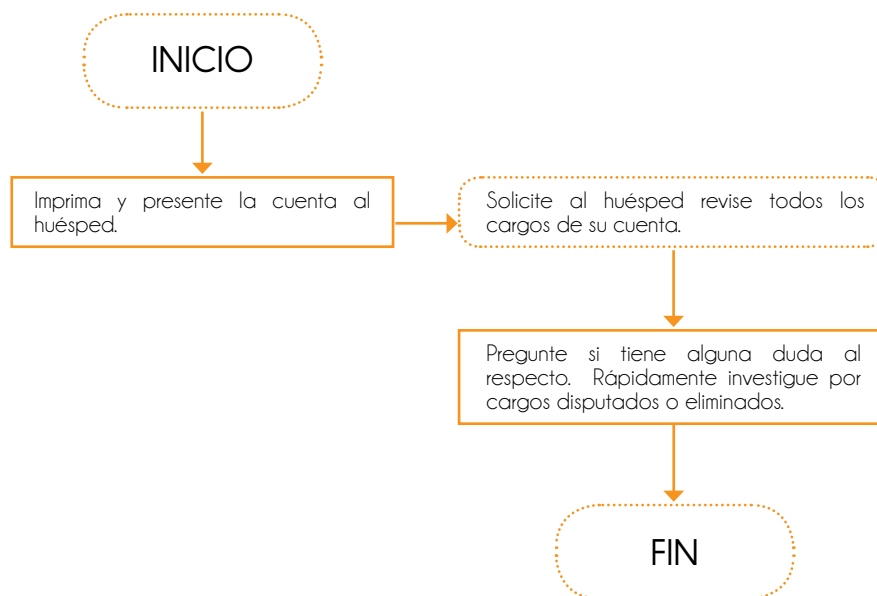 INICIO
Imprima y presente la cuenta al
huésped.
Solicite al huésped revise todos los
cargos de su cuenta.
Pregunte si tiene alguna duda al
respecto. Rápidamente investigue por
cargos disputados o eliminados.
FIN